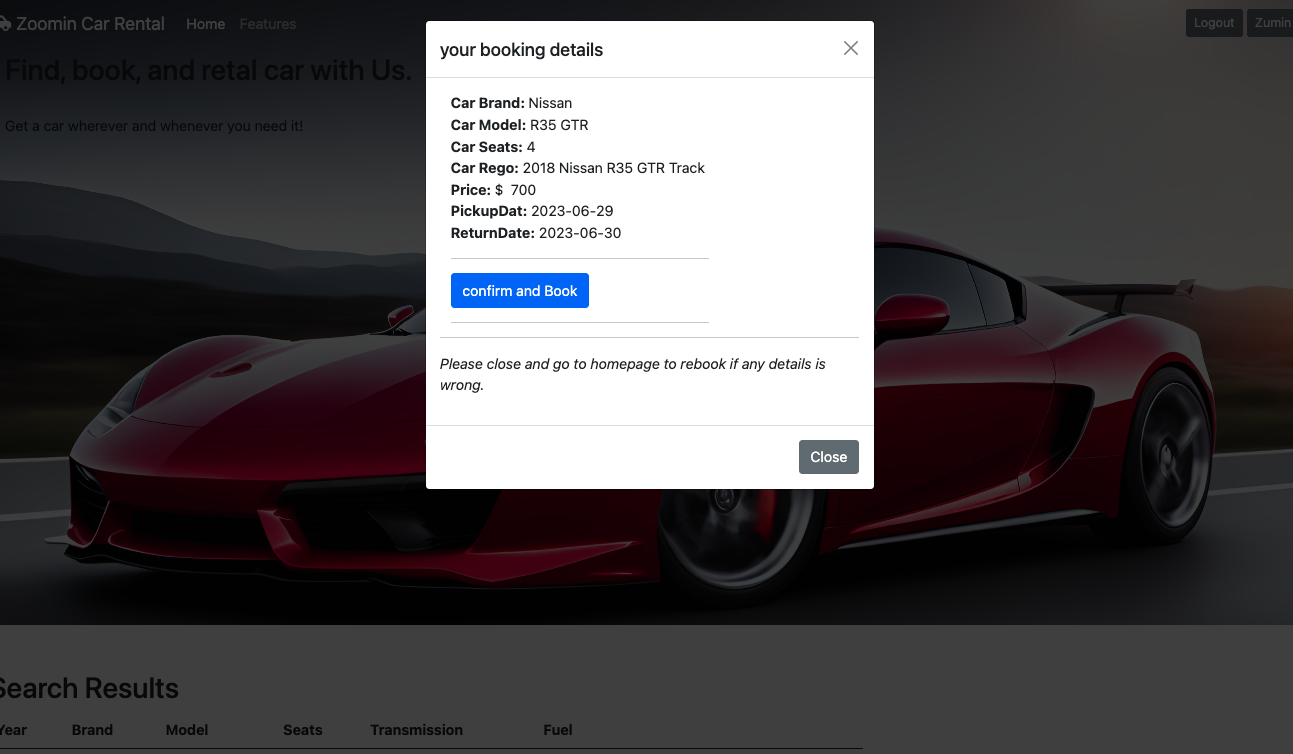 Zoomin Car Rental Home Features
Logout Zumin
Find, book, and retal car with Us.
Get a car wherever and whenever you need it!
your booking details
Car Brand: Nissan
Car Model: R35 GTR
Car Seats: 4
Car Rego: 2018 Nissan R35 GTR Track
Price: $ 700
PickupDat: 2023-06-29
ReturnDate: 2023-06-30
confirm and Book
Please close and go to homepage to rebook if any details is
wrong.
Close
Search Results
Year Brand Model Seats Transmission Fuel